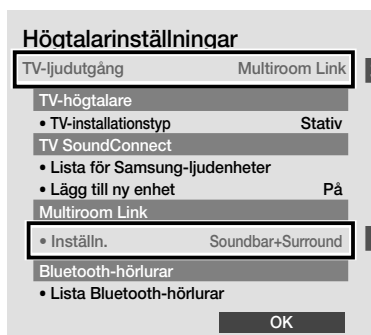 Högtalarinställningar
TV-ljudutgång Multiroom Link
TV-högtalare
• TV-installationstyp Stativ
TV SoundConnect
• Lista för Samsung-ljudenheter
• Lägg till ny enhet På
Multiroom Link
• Inställn. Soundbar+Surround
Bluetooth-hörlurar
• Lista Bluetooth-hörlurar
OK